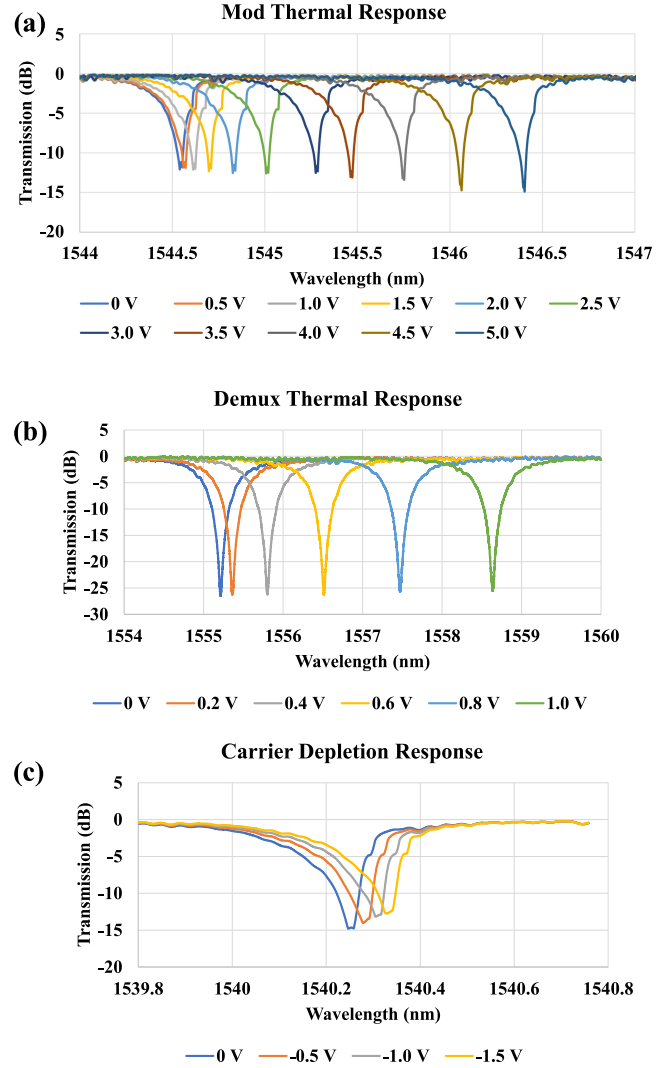 (a)
Mod Thermal Response
Transmission (dB)
5
0
-5
-10
-15
-20
1544 1544.5 1545 1545.5 1546 1546.5 1547
Wavelength (nm)
0 V 0.5 V 1.0 V 1.5 V 2.0 V 2.5 V
3.0 V 3.5 V 4.0 V 4.5 V 5.0 V
(b)
Demux Thermal Response
Transmission (dB)
5
0
-5
-10
-15
-20
-25
-30
1554 1555 1556 1557 1558 1559 1560
Wavelength (nm)
0 V 0.2 V 0.4 V 0.6 V 0.8 V 1.0 V
(c)
Carrier Depletion Response
Transmission (dB)
5
0
-5
-10
-15
-20
1539.8 1540 1540.2 1540.4 1540.6 1540.8
Wavelength (nm)
0 V -0.5 V -1.0 V -1.5 V